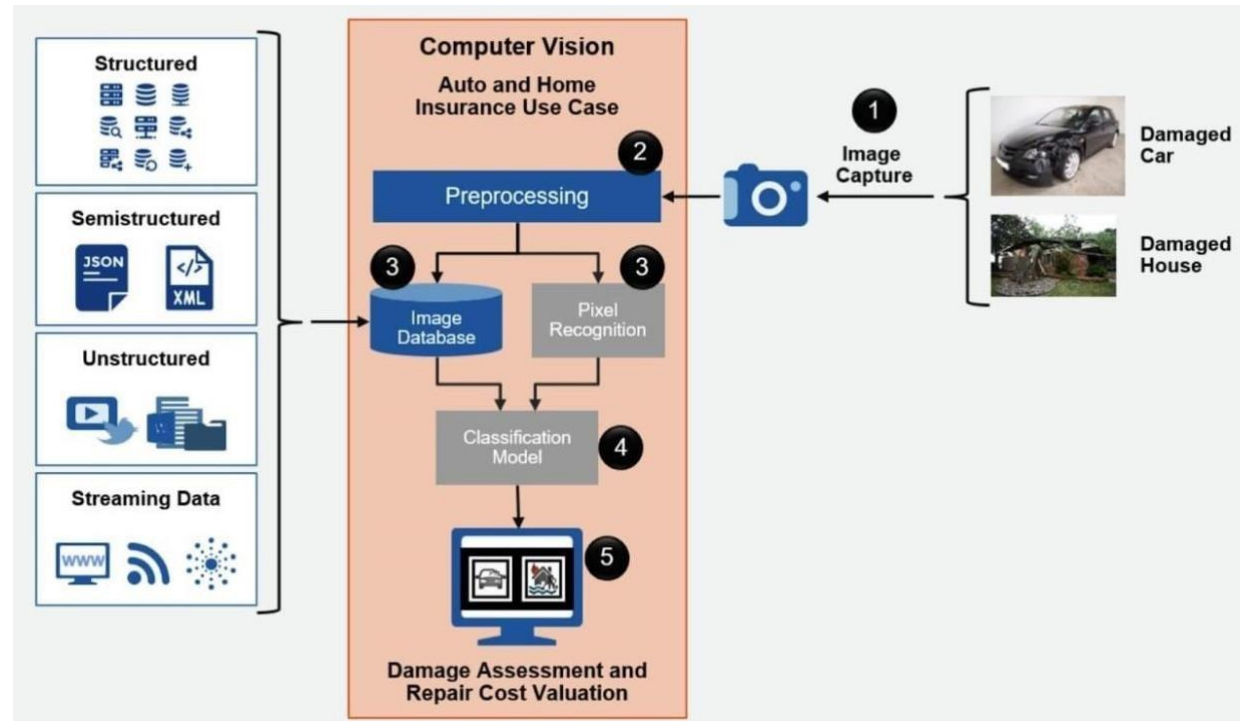 Structured
Semistructured
JSON
</>
XML
Unstructured
W
Streaming Data
WWW
Computer Vision
Auto and Home
Insurance Use Case
2
Preprocessing
3
3
Image
Database
Pixel
Recognition
Classification
Model
4
5
Damage Assessment and
Repair Cost Valuation
1
Image
Capture
Damaged
Car
Damaged
House